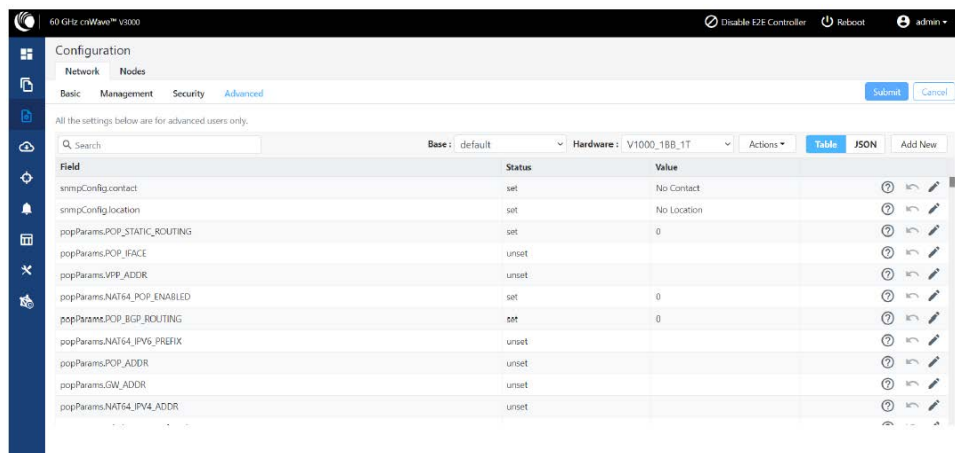 60 GHz cnWave™ V3000 Disable E2E Controller Reboot admin
Configuration
Network Nodes
Basic Management Security Advanced Submit Cancel
All the settings below are for advanced users only.
Search Base: default Hardware: V1000_1BB_1T Actions Table JSON Add New
Field Status Value
snmpConfig.contact set No Contact
snmpConfig.location set No Location
popParams.POP_STATIC_ROUTING set 0
popParams.POP_IFACE unset
popParams.VPP_ADDR unset
popParams.NAT64_POP_ENABLED set 0
popParams.POP_BGP_ROUTING set 0
popParams.NAT64_IPV6_PREFIX unset
popParams.POP_ADDR unset
popParams.GW_ADDR unset
popParams.NAT64_IPV4_ADDR unset